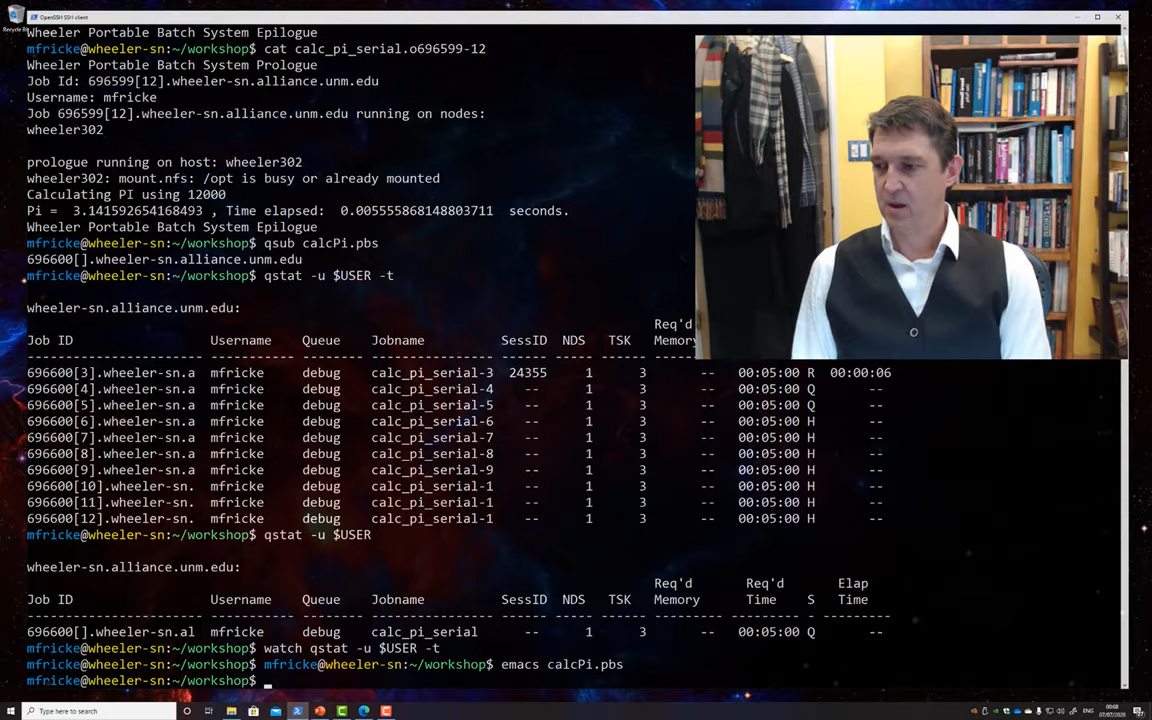 OpenSSH SSH client
Recycle Bin
Wheeler Portable Batch System Epilogue
mfricke@wheeler-sn:~/workshop$ cat calc_pi_serial.o696599-12
Wheeler Portable Batch System Prologue
Job Id: 696599[12].wheeler-sn.alliance.unm.edu
Username: mfricke
Job 696599[12].wheeler-sn.alliance.unm.edu running on nodes:
wheeler302
prologue running on host: wheeler302
wheeler302: mount.nfs: /opt is busy or already mounted
Calculating PI using 12000
Pi =  3.141592654168493 , Time elapsed:  0.005555868148803711  seconds.
Wheeler Portable Batch System Epilogue
mfricke@wheeler-sn:~/workshop$ qsub calcPi.pbs
696600[].wheeler-sn.alliance.unm.edu
mfricke@wheeler-sn:~/workshop$ qstat -u $USER -t
wheeler-sn.alliance.unm.edu:
Req'd
Job ID Username Queue Jobname SessID NDS TSK Memory
----------------------- ----------- -------- ---------------- ------ ----- ------ ------
696600[3].wheeler-sn.a mfricke debug calc_pi_serial-3 24355 1 3 -- 00:05:00 R 00:00:06
696600[4].wheeler-sn.a mfricke debug calc_pi_serial-4 -- 1 3 -- 00:05:00 Q --
696600[5].wheeler-sn.a mfricke debug calc_pi_serial-5 -- 1 3 -- 00:05:00 Q --
696600[6].wheeler-sn.a mfricke debug calc_pi_serial-6 -- 1 3 -- 00:05:00 H --
696600[7].wheeler-sn.a mfricke debug calc_pi_serial-7 -- 1 3 -- 00:05:00 H --
696600[8].wheeler-sn.a mfricke debug calc_pi_serial-8 -- 1 3 -- 00:05:00 H --
696600[9].wheeler-sn.a mfricke debug calc_pi_serial-9 -- 1 3 -- 00:05:00 H --
696600[10].wheeler-sn. mfricke debug calc_pi_serial-1 -- 1 3 -- 00:05:00 H --
696600[11].wheeler-sn. mfricke debug calc_pi_serial-1 -- 1 3 -- 00:05:00 H --
696600[12].wheeler-sn. mfricke debug calc_pi_serial-1 -- 1 3 -- 00:05:00 H --
mfricke@wheeler-sn:~/workshop$ qstat -u $USER
wheeler-sn.alliance.unm.edu:
Req'd Req'd Elap
Job ID Username Queue Jobname SessID NDS TSK Memory Time S Time
----------------------- ----------- -------- ---------------- ------ ----- ------ --------- --------- - ---------
696600[].wheeler-sn.al mfricke debug calc_pi_serial -- 1 3 -- 00:05:00 Q --
mfricke@wheeler-sn:~/workshop$ watch qstat -u $USER -t
mfricke@wheeler-sn:~/workshop$ mfricke@wheeler-sn:~/workshop$ emacs calcPi.pbs
mfricke@wheeler-sn:~/workshop$
Type here to search
ENG
00:08
07/07/2020